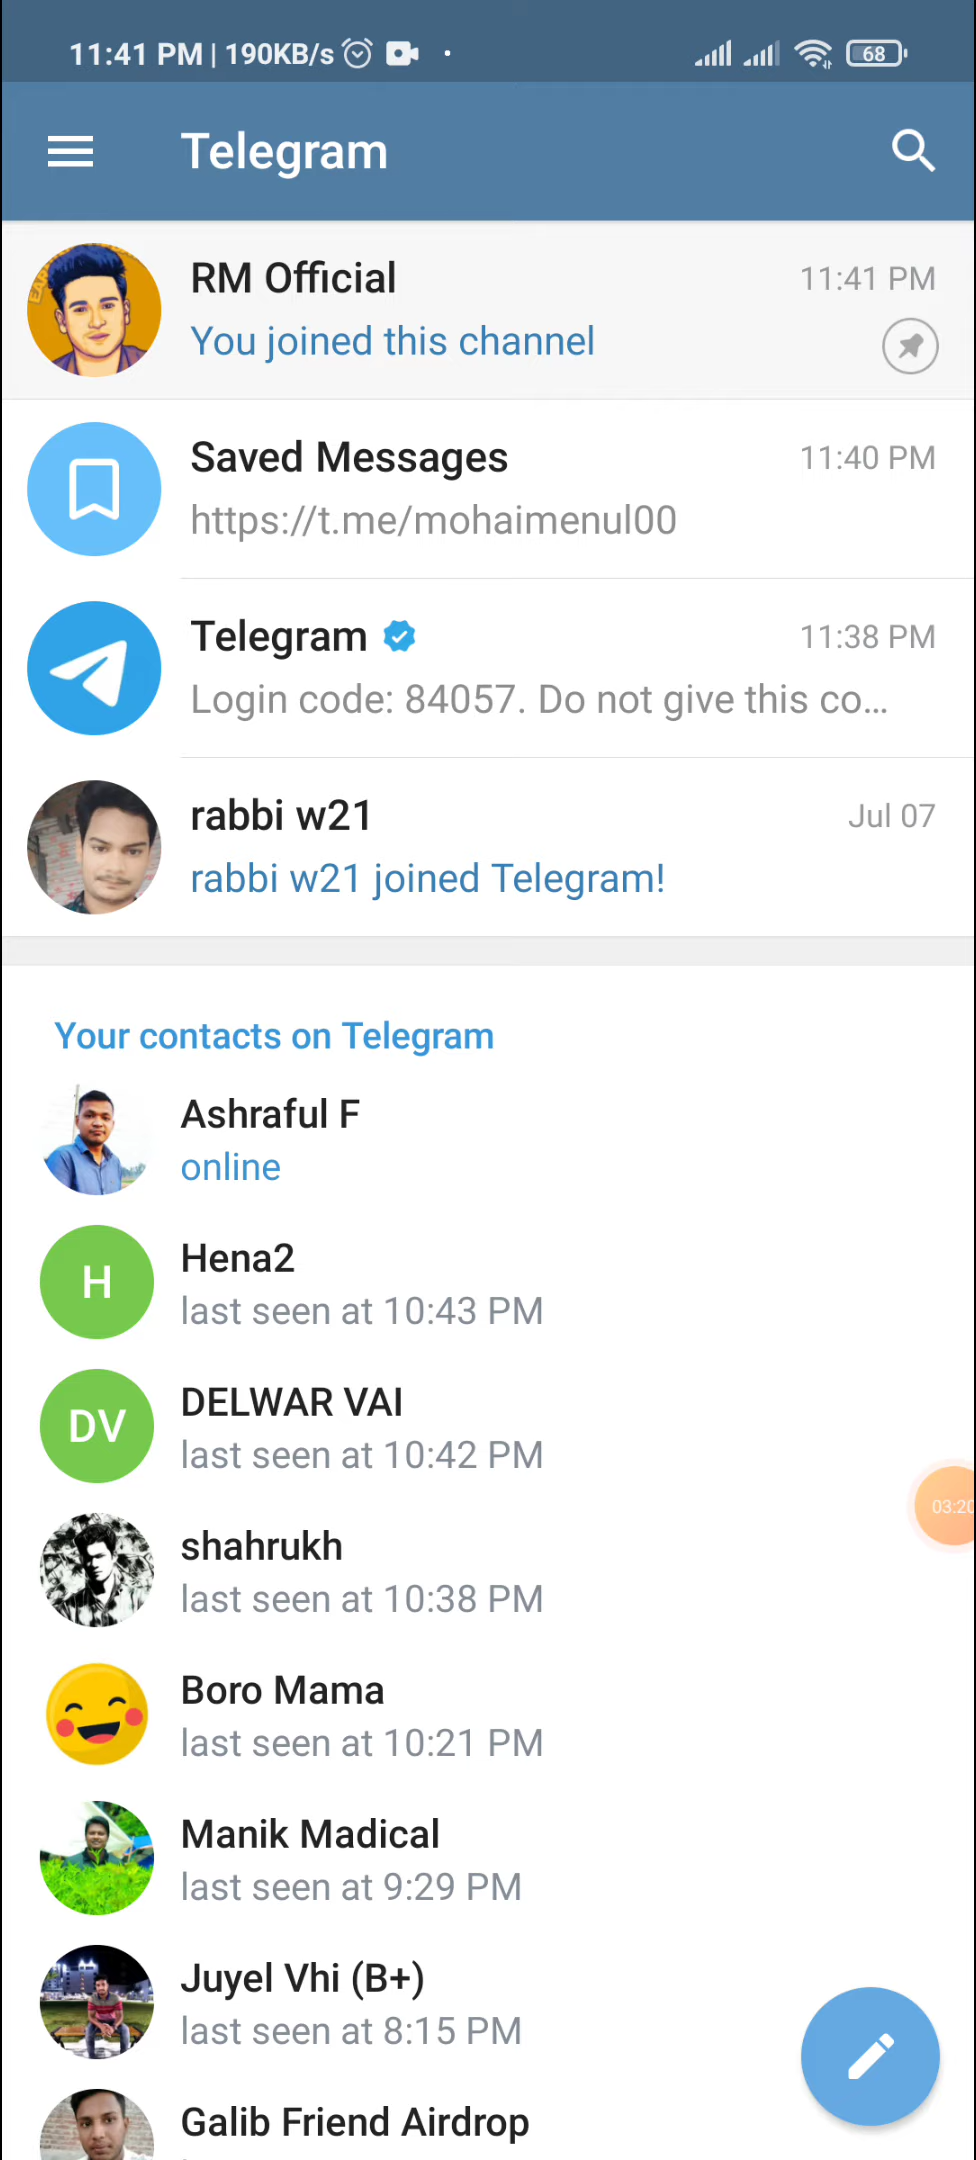 11:41 PM | 190KB/s
68
Telegram
RM Official
11:41 PM
You joined this channel
Saved Messages
11:40 PM
https://t.me/mohaimenul00
Telegram
11:38 PM
Login code: 84057. Do not give this co...
rabbi w21
Jul 07
rabbi w21 joined Telegram!
Your contacts on Telegram
Ashraful F
online
H
Hena2
last seen at 10:43 PM
DV
DELWAR VAI
last seen at 10:42 PM
03:20
shahrukh
last seen at 10:38 PM
Boro Mama
last seen at 10:21 PM
Manik Madical
last seen at 9:29 PM
Juyel Vhi (B+)
last seen at 8:15 PM
Galib Friend Airdrop